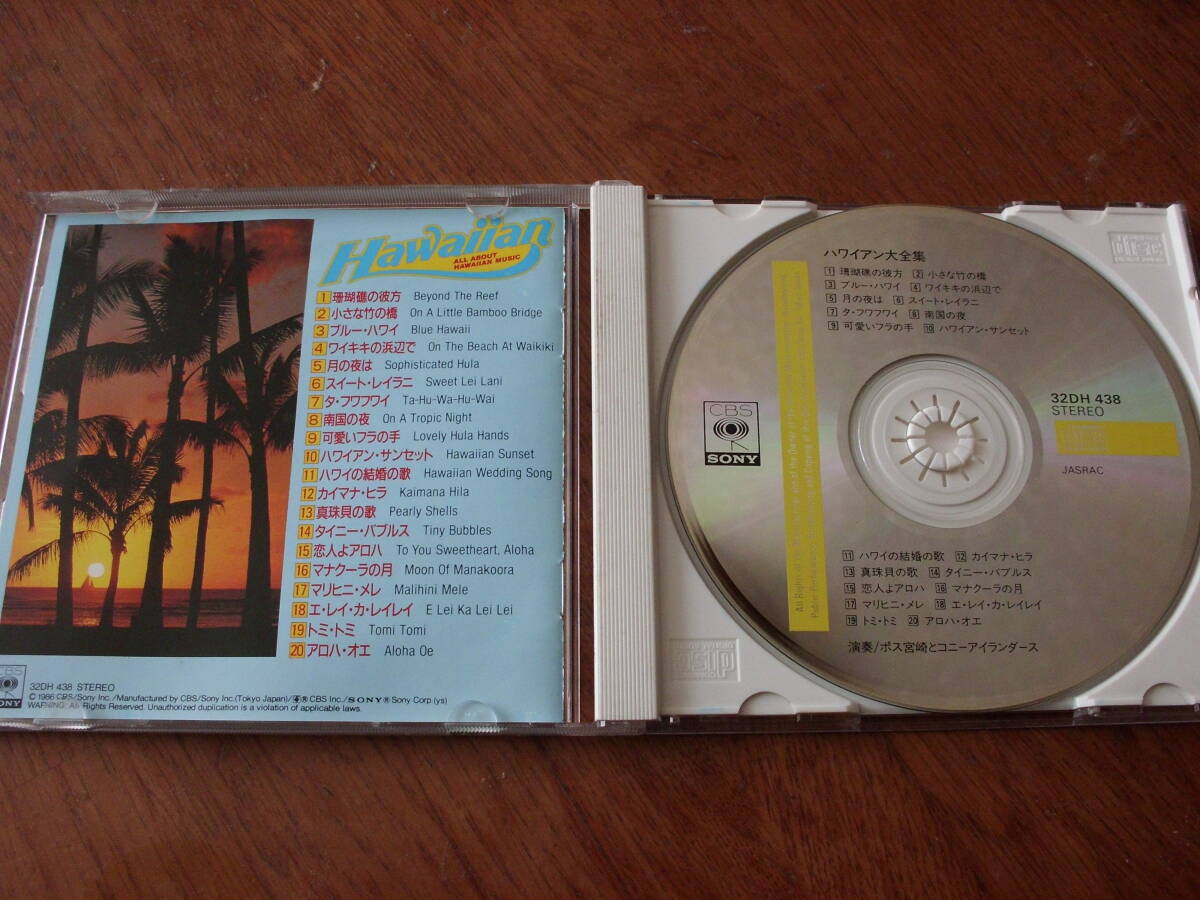 Hawaiian
ALL ABOUT
HAWAIIAN MUSIC
1 珊瑚礁の彼方 Beyond The Reef
2 小さな竹の橋 On A Little Bamboo Bridge
3 ブルー・ハワイ Blue Hawaii
4 ワイキキの浜辺で On The Beach At Waikiki
5 月の夜は Sophisticated Hula
6 スイート・レイラニ Sweet Lei Lani
7 タ・フワフワイ Ta-Hu-Wa-Hu-Wai
8 南国の夜 On A Tropic Night
9 可愛いフラの手 Lovely Hula Hands
10 ハワイアン・サンセット Hawaiian Sunset
11 ハワイの結婚の歌 Hawaiian Wedding Song
12 カイマナ・ヒラ Kaimana Hila
13 真珠貝の歌 Pearly Shells
14 タイニー・バブルス Tiny Bubbles
15 恋人よアロハ To You Sweetheart, Aloha
16 マナクーラの月 Moon Of Manakoora
17 マリヒニ・メレ Malihini Mele
18 エ・レイ・カ・レイレイ E Lei Ka Lei Lei
19 トミ・トミ Tomi Tomi
20 アロハ・オエ Aloha Oe
CBS
SONY
32DH 438 STEREO
© 1986 CBS/Sony Inc./Manufactured by CBS/Sony Inc. (Tokyo Japan)/® CBS Inc./SONY® Sony Corp (ys)
WARNING: All Rights Reserved. Unauthorized duplication is a violation of applicable laws.
ハワイアン大全集
1 珊瑚礁の彼方 2 小さな竹の橋
3 ブルー・ハワイ 4 ワイキキの浜辺で
5 月の夜は 6 スイート・レイラニ
7 タ・フワフワイ 8 南国の夜
9 可愛いフラの手 10 ハワイアン・サンセット
CBS
SONY
32DH 438
STEREO
JASRAC
11 ハワイの結婚の歌 12 カイマナ・ヒラ
13 真珠貝の歌 14 タイニー・バブルス
15 恋人よアロハ 16 マナクーラの月
17 マリヒニ・メレ 18 エ・レイ・カ・レイレイ
19 トミ・トミ 20 アロハ・オエ
演奏/ポス宮崎とコニーアイランダース